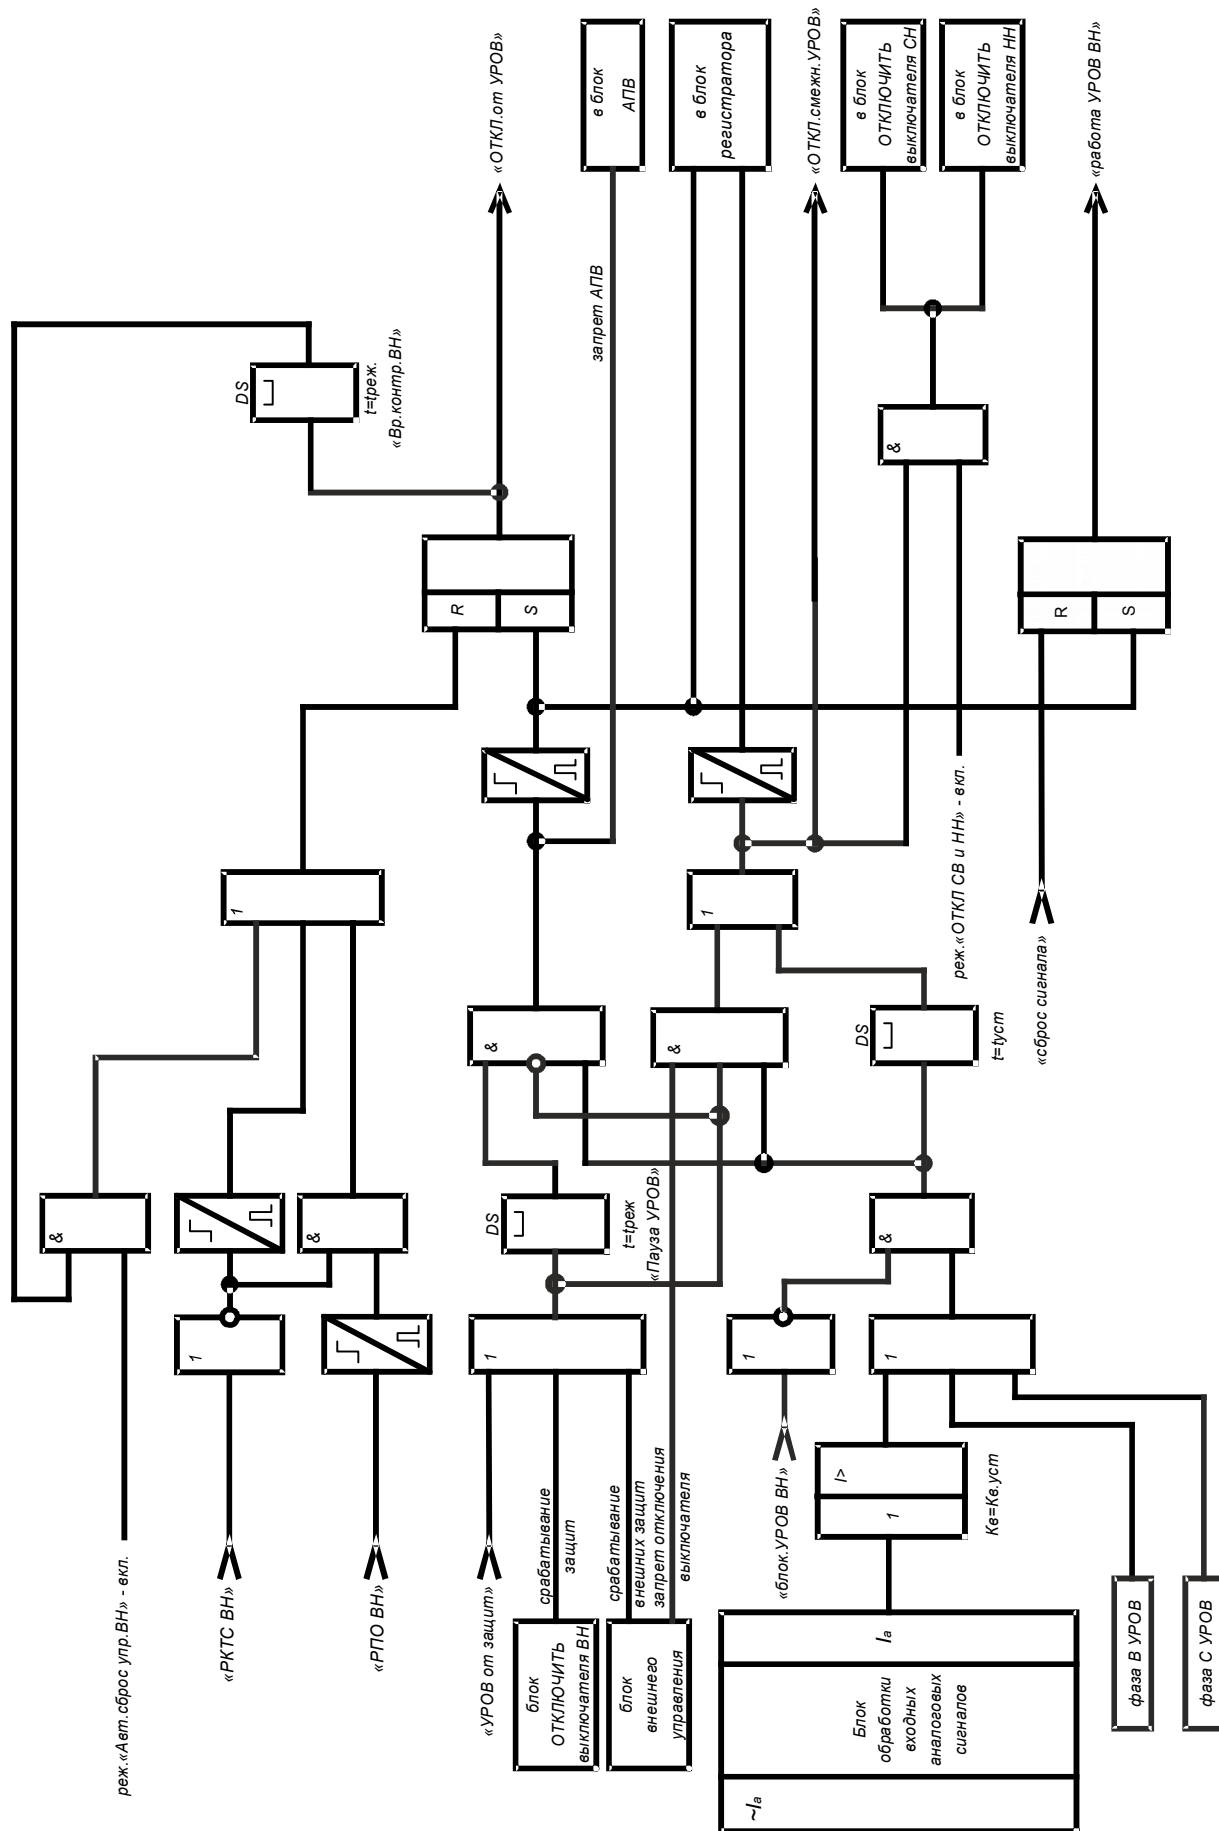 реж.«Авт.сброс упр.ВН» - вкл.
«РКТС ВН»
«РПО ВН»
«УРОВ от защит»
блок
ОТКЛЮЧИТЬ
выключателя ВН
срабатывание
защит
блок
внешнего
управления
срабатывание
внешних защит
запрет отключения
выключателя
«блок.УРОВ ВН»
~Iа
Блок
обработки
входных
аналоговых
сигналов
Iа
1
I>
Кв=Кв.уст
фаза В УРОВ
фаза С УРОВ
1
1
1
1
&
&
&
DS
t=tреж
«Пауза УРОВ»
&
&
DS
t=tуст
«сброс сигнала»
1
1
реж.«ОТКЛ СВ и НН» - вкл.
R
S
R
S
&
DS
t=tреж.
«Вр.контр.ВН»
запрет АПВ
«ОТКЛ.от УРОВ»
в блок
АПВ
в блок
регистратора
«ОТКЛ.смежн.УРОВ»
в блок
ОТКЛЮЧИТЬ
выключателя СН
в блок
ОТКЛЮЧИТЬ
выключателя НН
«работа УРОВ ВН»